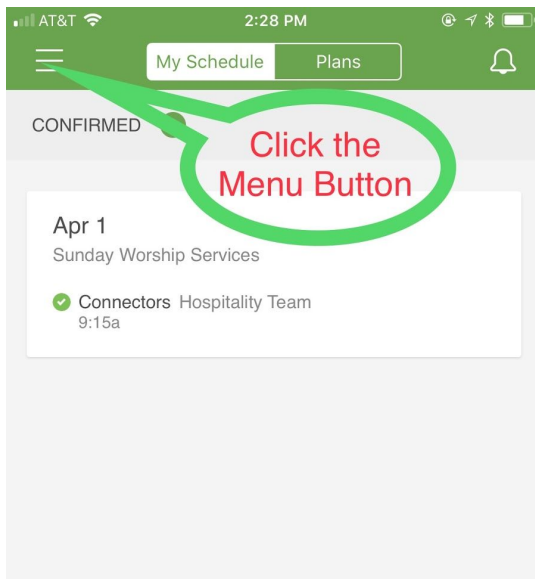 AT&T 2:28 PM
My Schedule Plans
CONFIRMED
Click the
Menu Button
Apr 1
Sunday Worship Services
Connectors Hospitality Team
9:15a